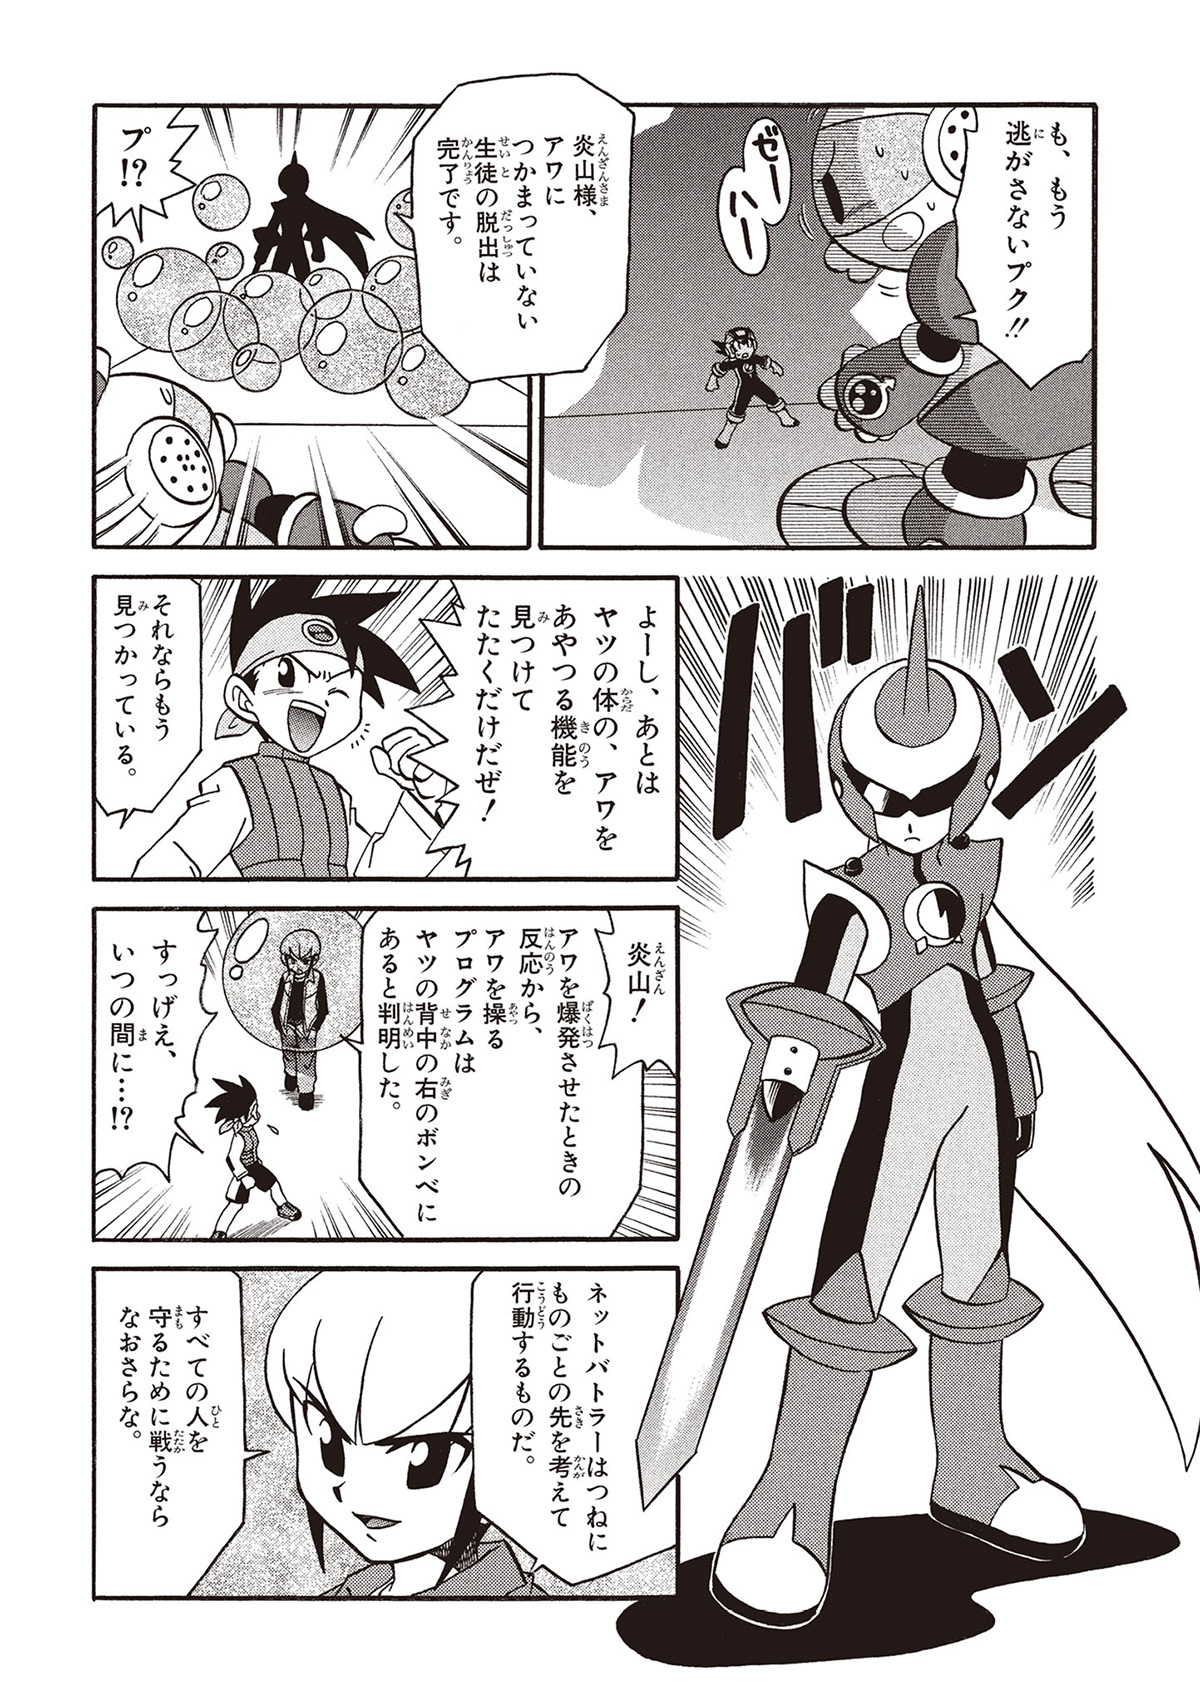 も、もう
逃がさないプク!!
ゼーハー
炎山様、
アワに
つかまっていない
生徒の脱出は
完了です。
プ!?
バン
よーし、あとは
ヤツの体の、アワを
あやつる機能を
見つけて
たたくだけだぜ!
それならもう
見つかっている。
炎山!
アワを爆発させたときの
反応から、
アワを操る
プログラムは
ヤツの背中の右のボンベに
あると判明した。
すっげえ、
いつの間に…!?
ネットバトラーはつねに
ものごとの先を考えて
行動するものだ。
すべての人を
守るために戦うなら
なおさらな。